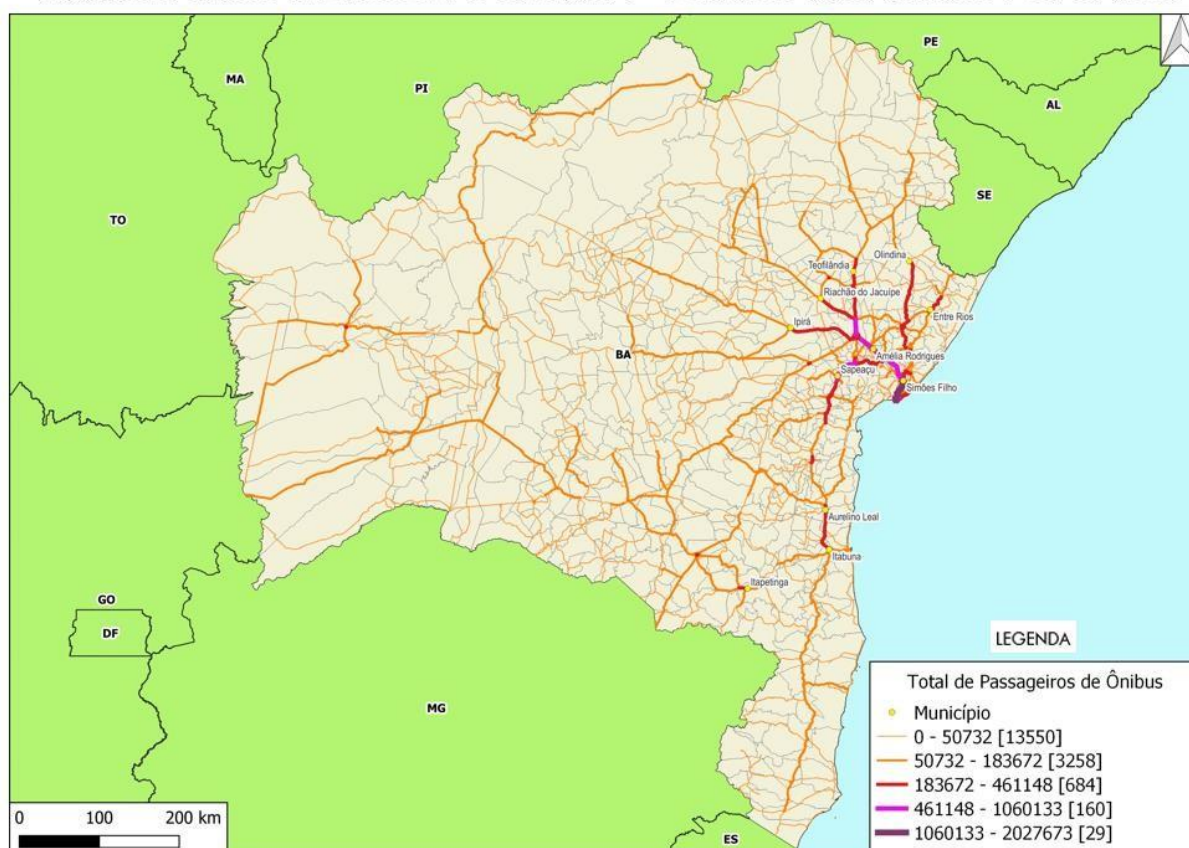 PE
MA
PI
AL
SE
TO
Olindina
Teofilândia
Riachão do Jacuípe
Entre Rios
Ipirá
BA
Amélia Rodrigues
Sapeaçu
Simões Filho
Aurelino Leal
Itabuna
Itapetinga
GO
DF
MG
ES
LEGENDA
Total de Passageiros de Ônibus
Município
0 - 50732 [13550]
50732 - 183672 [3258]
183672 - 461148 [684]
461148 - 1060133 [160]
1060133 - 2027673 [29]
0 100 200 km